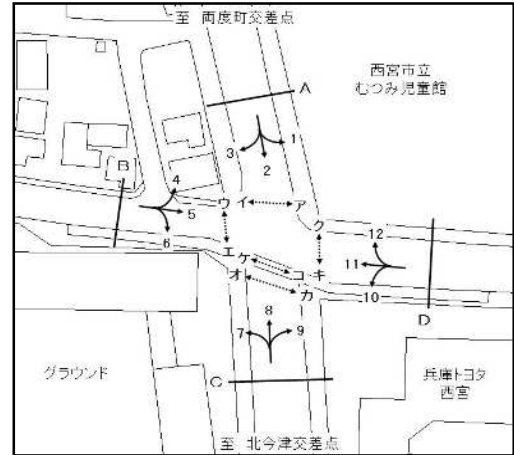 至 両度町交差点
西宮市立
むつみ児童館
A
B
1
2
3
4
5
6
ウ
イ
ア
ク
12
エ
ケ
オ
コ
キ
カ
11
10
D
8
7
9
C
グラウンド
兵庫トヨタ
西宮
至 北今津交差点